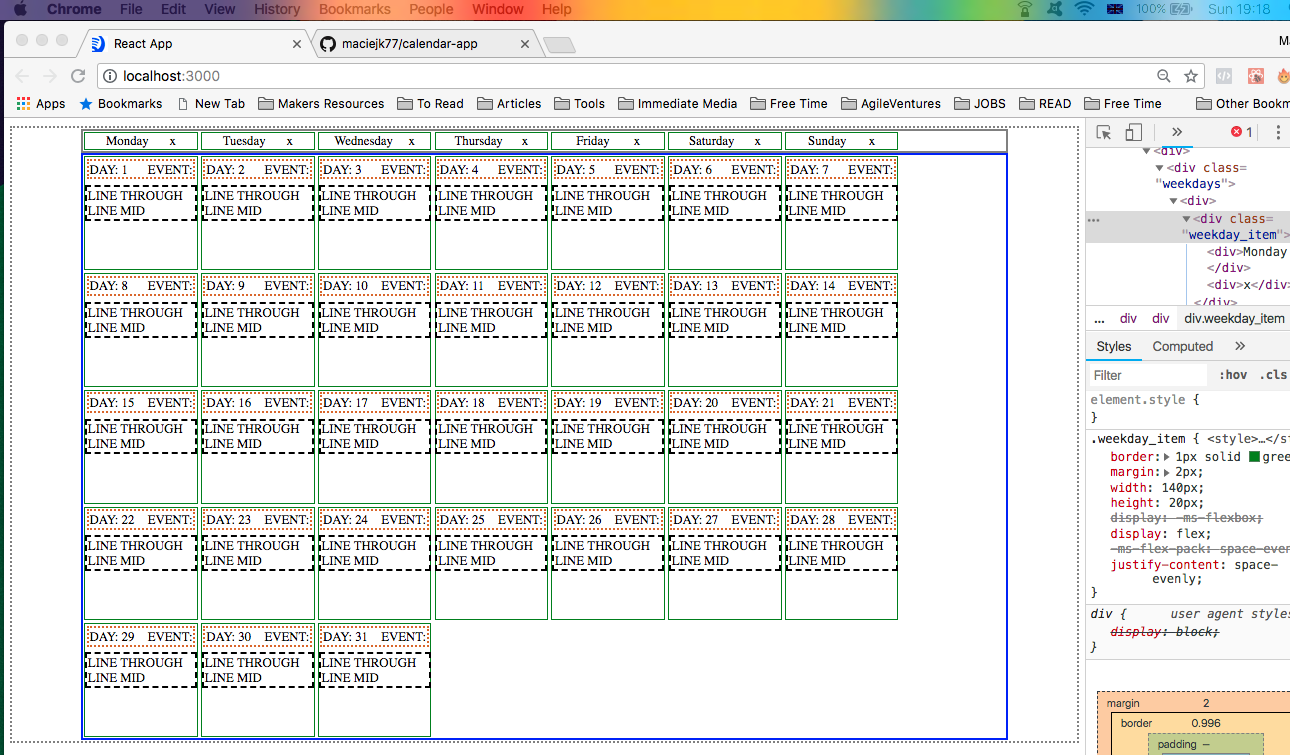 Chrome File Edit View History Bookmarks People Window Help 100% Sun 19:18
React App maciejk77/calendar-app
localhost:3000
Apps Bookmarks New Tab Makers Resources To Read Articles Tools Immediate Media Free Time AgileVentures JOBS READ Free Time Other Bookm
Monday x Tuesday x Wednesday x Thursday x Friday x Saturday x Sunday x
DAY: 1 EVENT: DAY: 2 EVENT: DAY: 3 EVENT: DAY: 4 EVENT: DAY: 5 EVENT: DAY: 6 EVENT: DAY: 7 EVENT:
LINE THROUGH LINE THROUGH LINE THROUGH LINE THROUGH LINE THROUGH LINE THROUGH LINE THROUGH
LINE MID LINE MID LINE MID LINE MID LINE MID LINE MID LINE MID
DAY: 8 EVENT: DAY: 9 EVENT: DAY: 10 EVENT: DAY: 11 EVENT: DAY: 12 EVENT: DAY: 13 EVENT: DAY: 14 EVENT:
LINE THROUGH LINE THROUGH LINE THROUGH LINE THROUGH LINE THROUGH LINE THROUGH LINE THROUGH
LINE MID LINE MID LINE MID LINE MID LINE MID LINE MID LINE MID
DAY: 15 EVENT: DAY: 16 EVENT: DAY: 17 EVENT: DAY: 18 EVENT: DAY: 19 EVENT: DAY: 20 EVENT: DAY: 21 EVENT:
LINE THROUGH LINE THROUGH LINE THROUGH LINE THROUGH LINE THROUGH LINE THROUGH LINE THROUGH
LINE MID LINE MID LINE MID LINE MID LINE MID LINE MID LINE MID
DAY: 22 EVENT: DAY: 23 EVENT: DAY: 24 EVENT: DAY: 25 EVENT: DAY: 26 EVENT: DAY: 27 EVENT: DAY: 28 EVENT:
LINE THROUGH LINE THROUGH LINE THROUGH LINE THROUGH LINE THROUGH LINE THROUGH LINE THROUGH
LINE MID LINE MID LINE MID LINE MID LINE MID LINE MID LINE MID
DAY: 29 EVENT: DAY: 30 EVENT: DAY: 31 EVENT:
LINE THROUGH LINE THROUGH LINE THROUGH
LINE MID LINE MID LINE MID
» 1
<div>
<div class=
"weekdays">
<div>
... <div class=
"weekday_item">
<div>Monday
</div>
<div>x</div>
</div>
... div div div.weekday_item
Styles Computed »
Filter :hov .cls
element.style {
}
.weekday_item { <style>…</st
border: 1px solid gree
margin: 2px;
width: 140px;
height: 20px;
display: -ms-flexbox;
display: flex;
-ms-flex-pack: space-even
justify-content: space-
evenly;
}
div { user agent styles
display: block;
}
margin 2
border 0.996
padding –